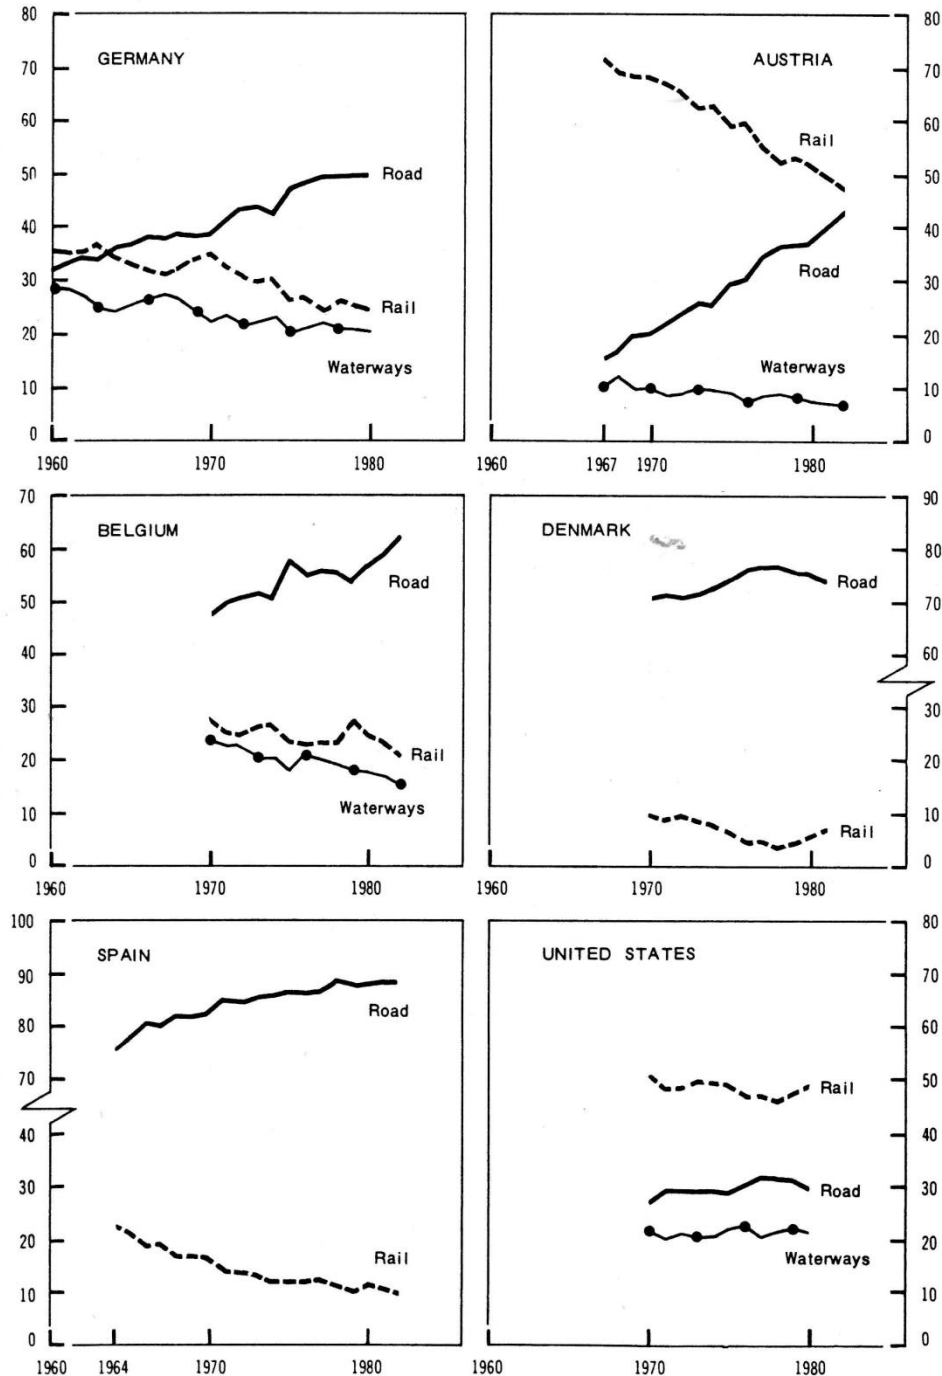 GERMANY
80
70
60
50
40
30
20
10
0
Road
Rail
Waterways
1960 1970 1980
AUSTRIA
80
70
60
50
40
30
20
10
0
Rail
Road
Waterways
1960 1967 1970 1980
BELGIUM
70
60
50
40
30
20
10
0
Road
Rail
Waterways
1960 1970 1980
DENMARK
90
80
70
60
30
20
10
0
Road
Rail
1960 1970 1980
SPAIN
100
90
80
70
40
30
20
10
0
Road
Rail
1960 1964 1970 1980
UNITED STATES
80
70
60
50
40
30
20
10
0
Rail
Road
Waterways
1960 1970 1980